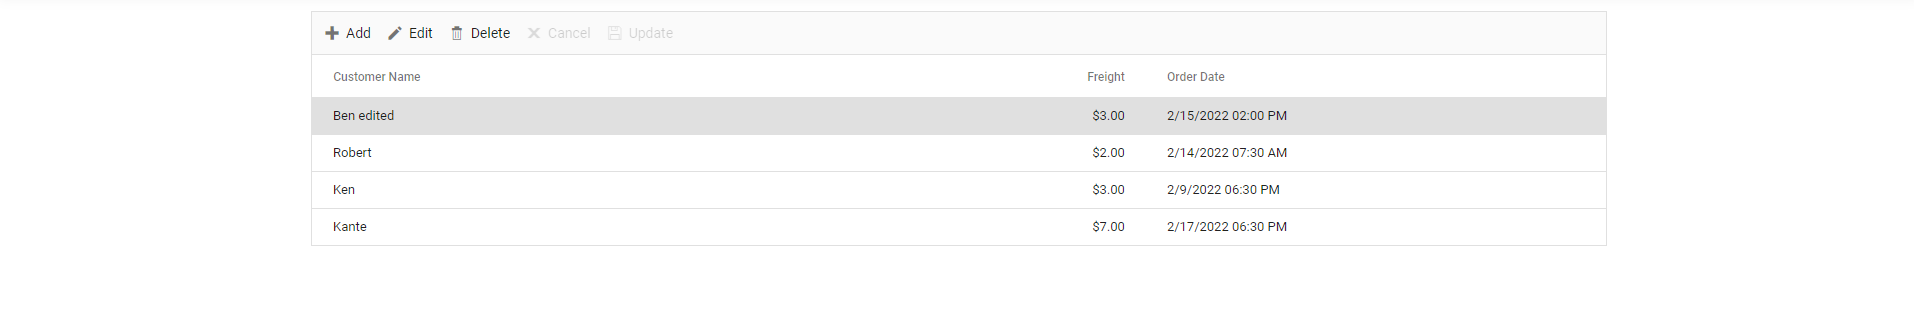 Add Edit Delete Cancel Update
Customer Name Freight Order Date
Ben edited $3.00 2/15/2022 02:00 PM
Robert $2.00 2/14/2022 07:30 AM
Ken $3.00 2/9/2022 06:30 PM
Kante $7.00 2/17/2022 06:30 PM